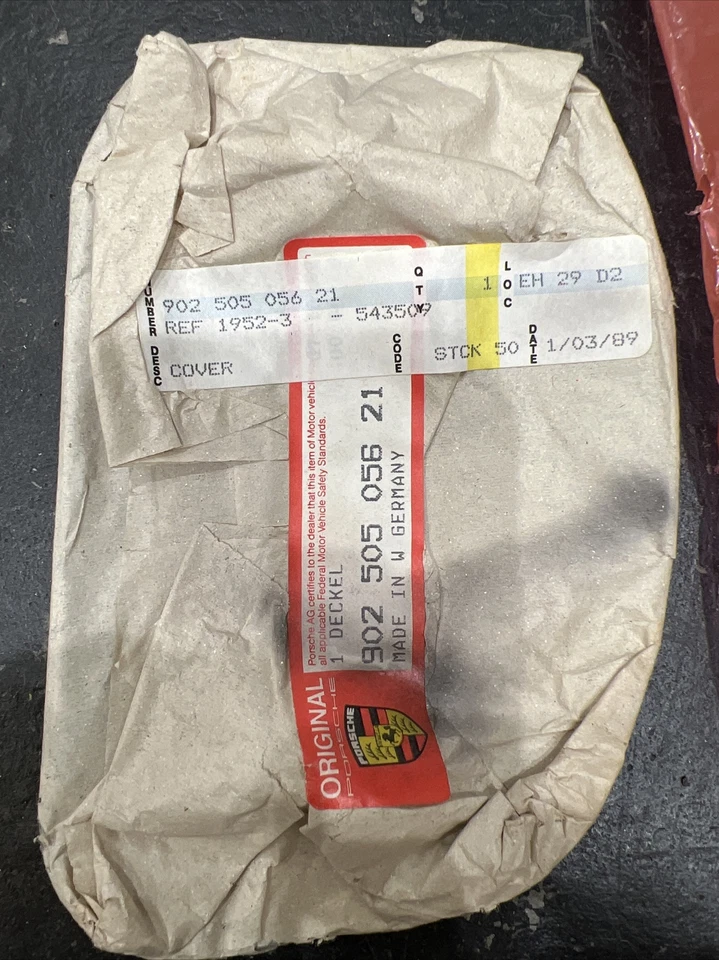 UMBER
902 505 056 21
REF 1952-3 - 543509
DESC
COVER
QTY
1
LOC
EH 29 D2
CODE
STCK 50
DATE
1/03/89
Porsche AG certifies to the dealer that this item of Motor vehicl
all applicable Federal Motor Vehicle Safety Standards.
1 DECKEL
902 505 056 21
MADE IN W GERMANY
ORIGINAL
PORSCHE
PORSCHE